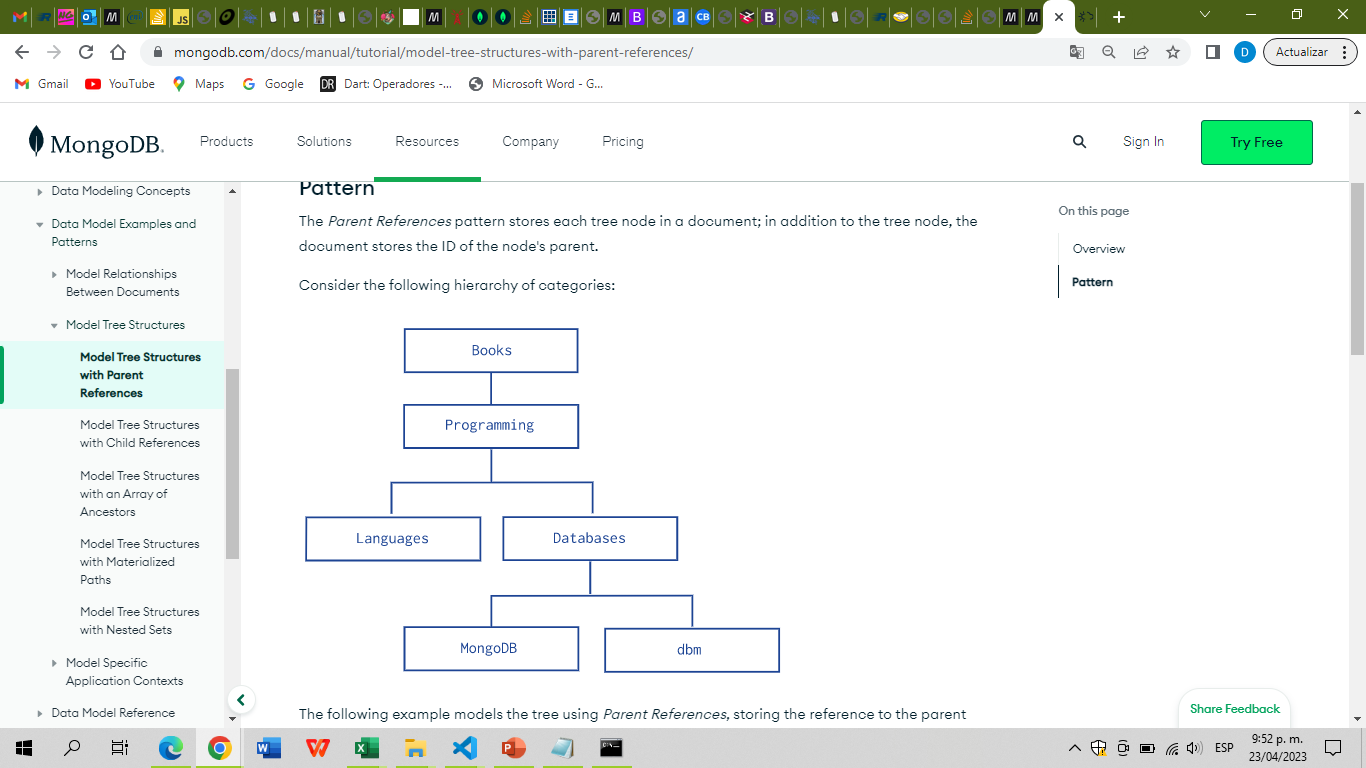 mongodb.com/docs/manual/tutorial/model-tree-structures-with-parent-references/
D
Actualizar
Gmail
YouTube
Maps
Google
DR
Dart: Operadores -...
Microsoft Word - G...
MongoDB.
Products
Solutions
Resources
Company
Pricing
Sign In
Try Free
Data Modeling Concepts
Data Model Examples and
Patterns
Model Relationships
Between Documents
Model Tree Structures
Model Tree Structures
with Parent
References
Model Tree Structures
with Child References
Model Tree Structures
with an Array of
Ancestors
Model Tree Structures
with Materialized
Paths
Model Tree Structures
with Nested Sets
Model Specific
Application Contexts
Data Model Reference
Pattern
The Parent References pattern stores each tree node in a document; in addition to the tree node, the
document stores the ID of the node's parent.
Consider the following hierarchy of categories:
Books
Programming
Languages
Databases
MongoDB
dbm
The following example models the tree using Parent References, storing the reference to the parent
On this page
Overview
Pattern
Share Feedback
ESP
9:52 p. m.
23/04/2023